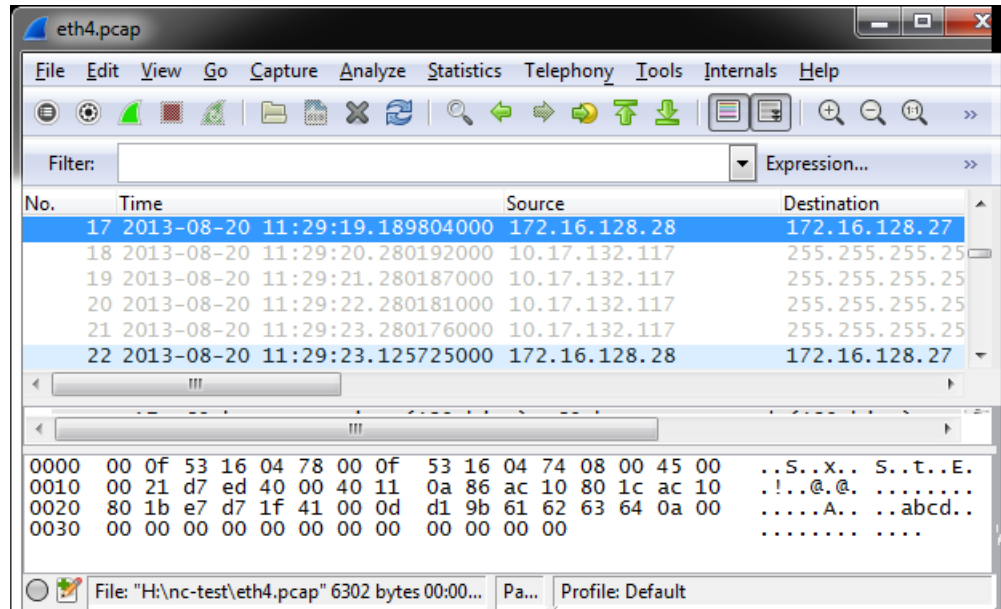 eth4.pcap
File Edit View Go Capture Analyze Statistics Telephony Tools Internals Help
Filter: Expression...
No. Time Source Destination
17 2013-08-20 11:29:19.189804000 172.16.128.28 172.16.128.27
18 2013-08-20 11:29:20.280192000 10.17.132.117 255.255.255.25
19 2013-08-20 11:29:21.280187000 10.17.132.117 255.255.255.25
20 2013-08-20 11:29:22.280181000 10.17.132.117 255.255.255.25
21 2013-08-20 11:29:23.280176000 10.17.132.117 255.255.255.25
22 2013-08-20 11:29:23.125725000 172.16.128.28 172.16.128.27
0000 00 0f 53 16 04 78 00 0f 53 16 04 74 08 00 45 00 ..S..x.. S..t..E.
0010 00 21 d7 ed 40 00 40 11 0a 86 ac 10 80 1c ac 10 .!..@.@. ........
0020 80 1b e7 d7 1f 41 00 0d d1 9b 61 62 63 64 0a 00 .....A.. ..abcd..
0030 00 00 00 00 00 00 00 00 00 00 00 00 ........ ....
File: "H:\nc-test\eth4.pcap" 6302 bytes 00:00... Pa... Profile: Default